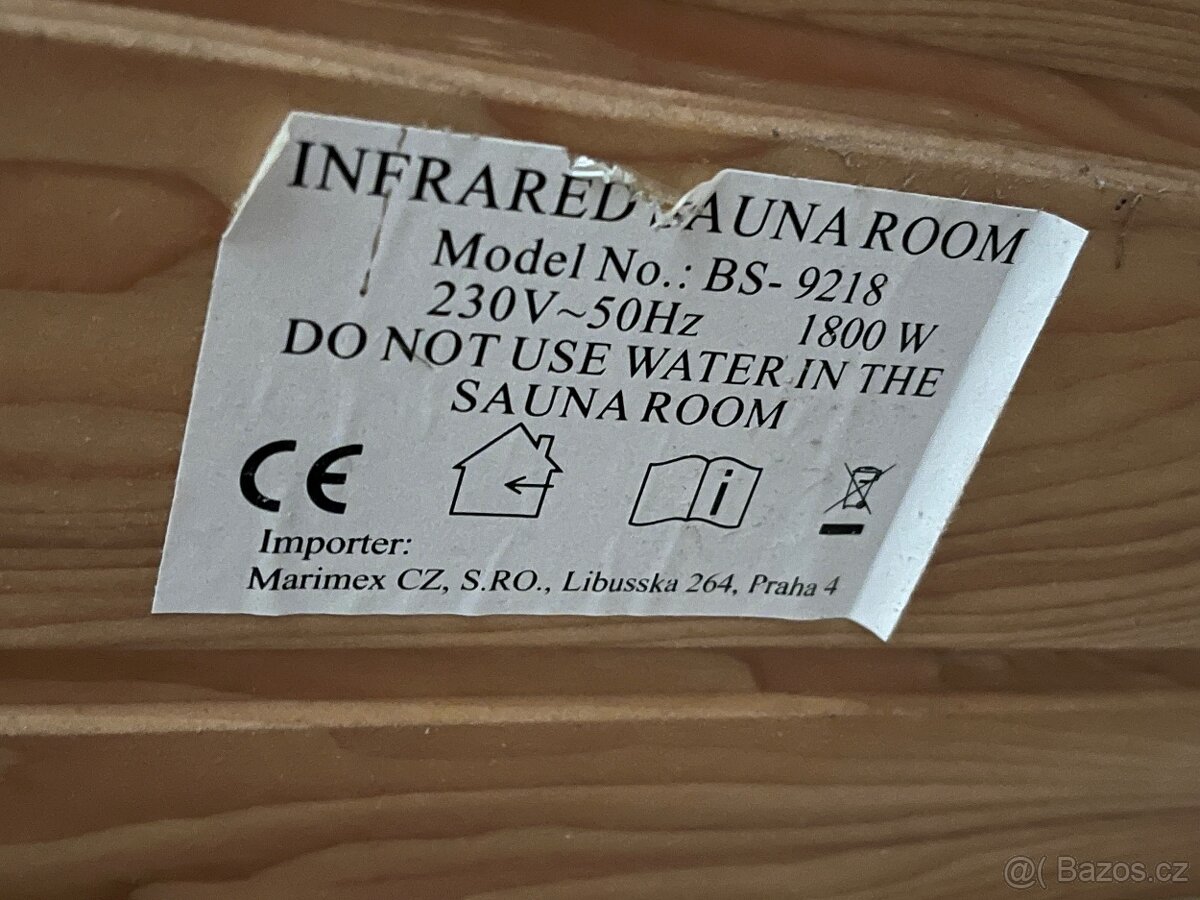 INFRARED SAUNA ROOM
Model No.: BS- 9218
230V~50Hz 1800 W
DO NOT USE WATER IN THE
SAUNA ROOM
CE
i
Importer:
Marimex CZ, S.RO., Libusska 264, Praha 4
@( Bazos.cz